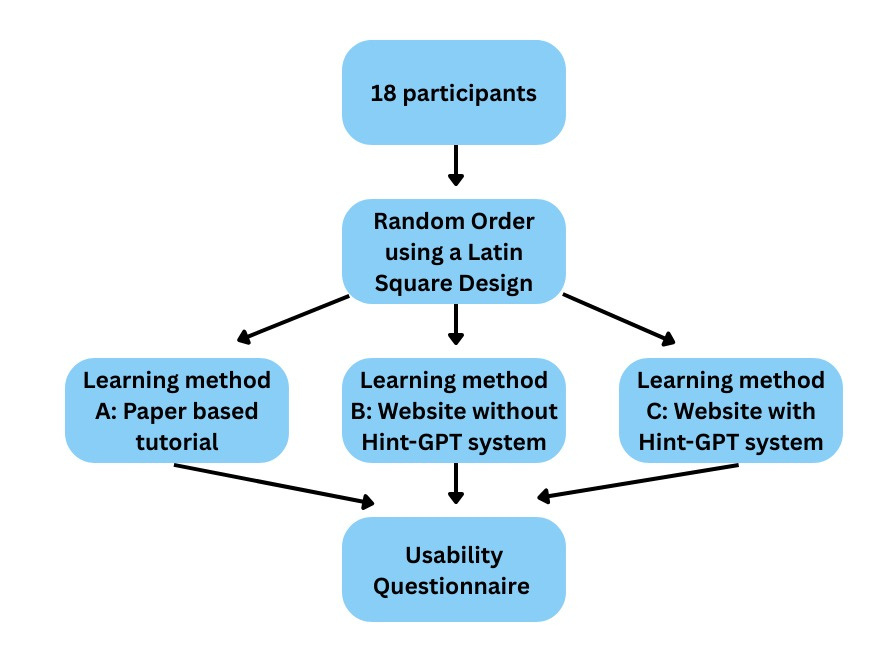 18 participants
Random Order
using a Latin
Square Design
Learning method
A: Paper based
tutorial
Learning method
B: Website without
Hint-GPT system
Learning method
C: Website with
Hint-GPT system
Usability
Questionnaire